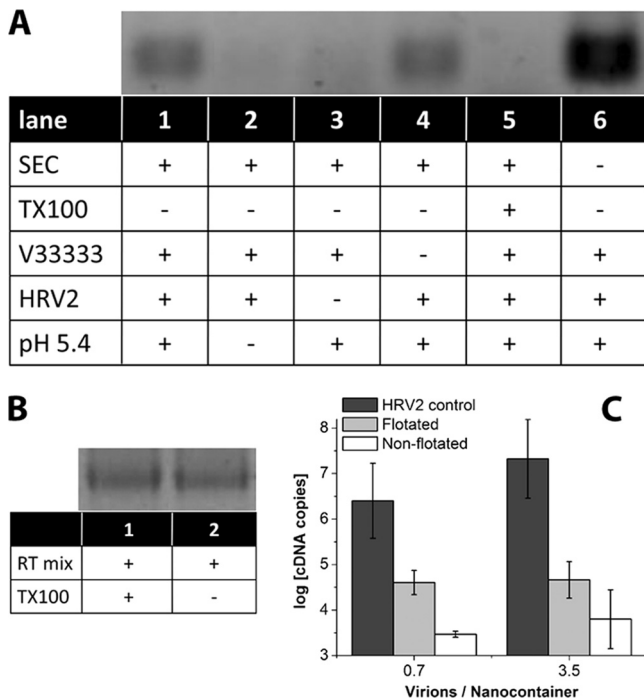 A
lane 1 2 3 4 5 6
SEC + + + + + -
TX100 - - - - + -
V33333 + + + - + +
HRV2 + + - + + +
pH 5.4 + - + + + +
B
1 2
RT mix + +
TX100 + -
C
HRV2 control
Flotated
Non-flotated
log [cDNA copies]
8
7
6
5
4
3
0.7 3.5
Virions / Nanocontainer